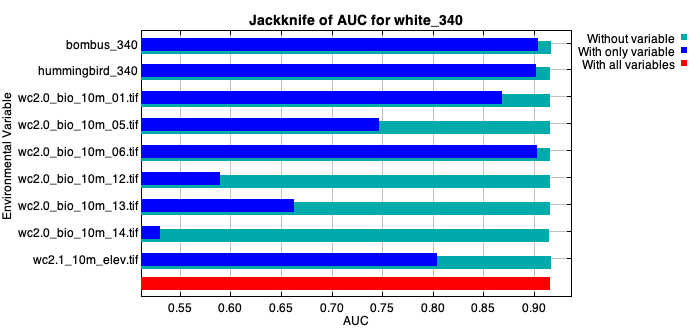 Jackknife of AUC for white_340
bombus_340
hummingbird_340
wc2.0_bio_10m_01.tif
wc2.0_bio_10m_05.tif
wc2.0_bio_10m_06.tif
wc2.0_bio_10m_12.tif
wc2.0_bio_10m_13.tif
wc2.0_bio_10m_14.tif
wc2.1_10m_elev.tif
Environmental Variable
0.55 0.60 0.65 0.70 0.75 0.80 0.85 0.90
AUC
Without variable
With only variable
With all variables